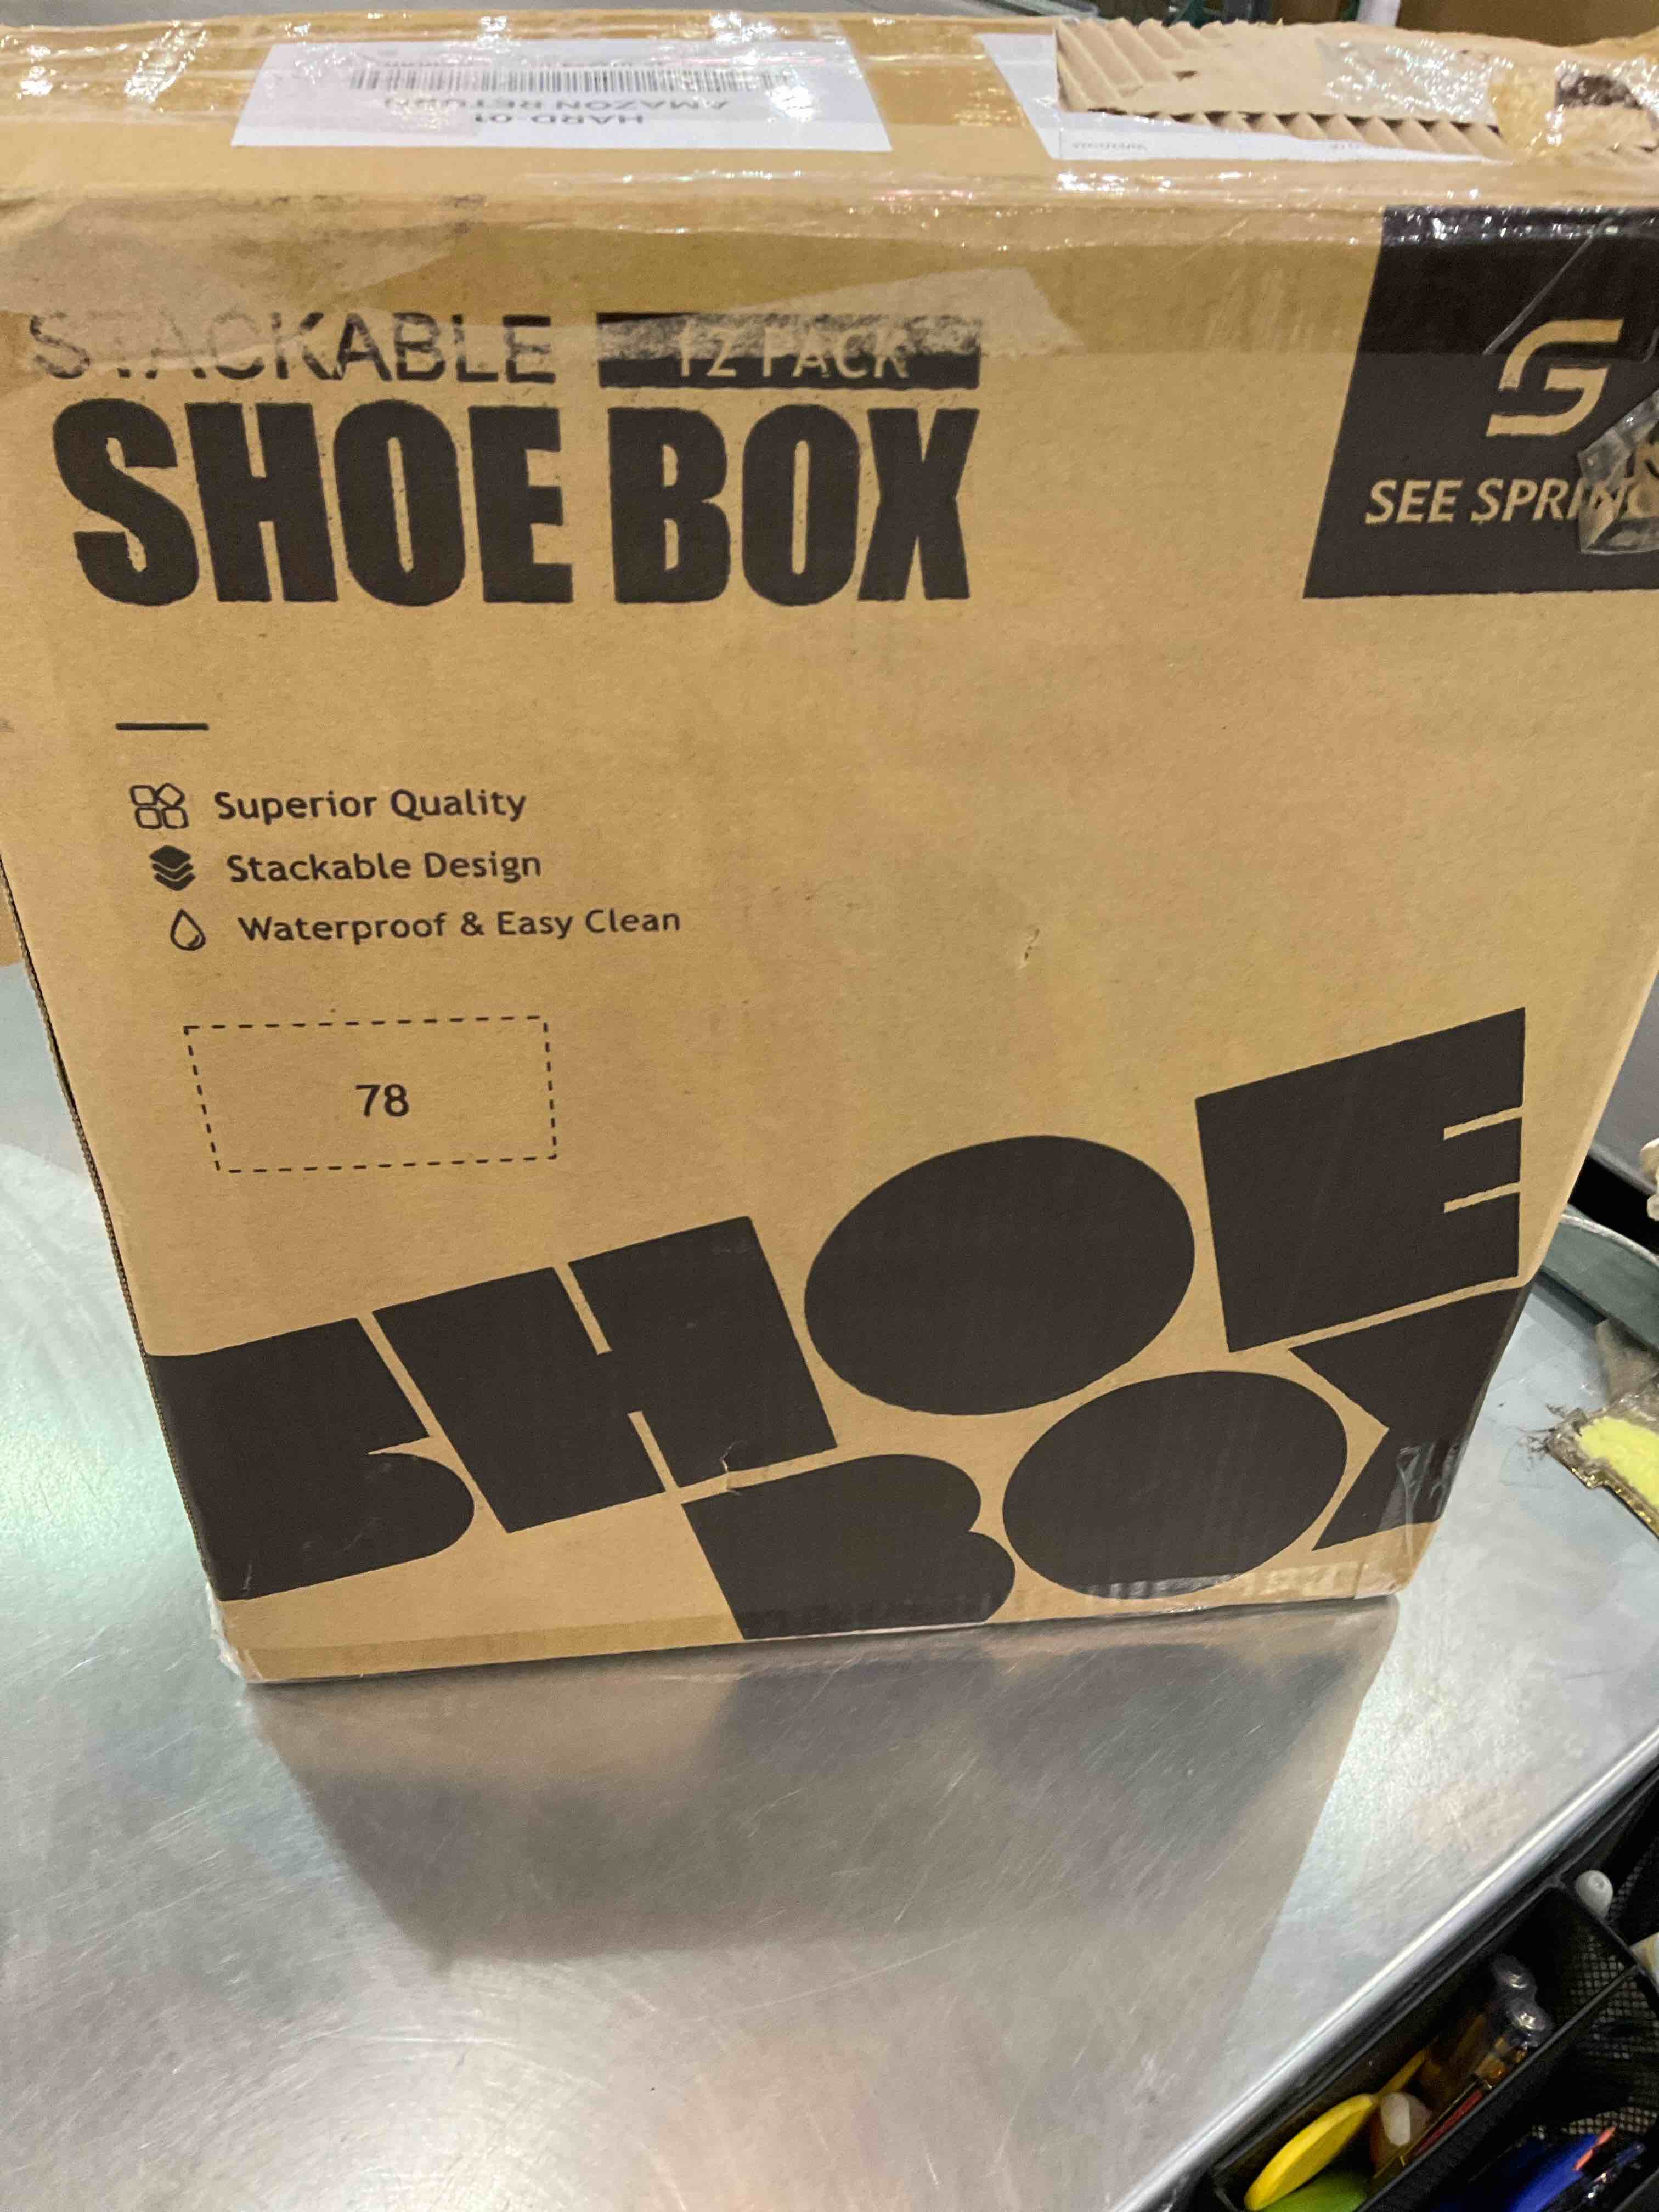 HARD-01
AMAZON RETURN
STACKABLE 12 PACK
SHOE BOX
SEE SPRING
Superior Quality
Stackable Design
Waterproof & Easy Clean
78
SHOE
BOX